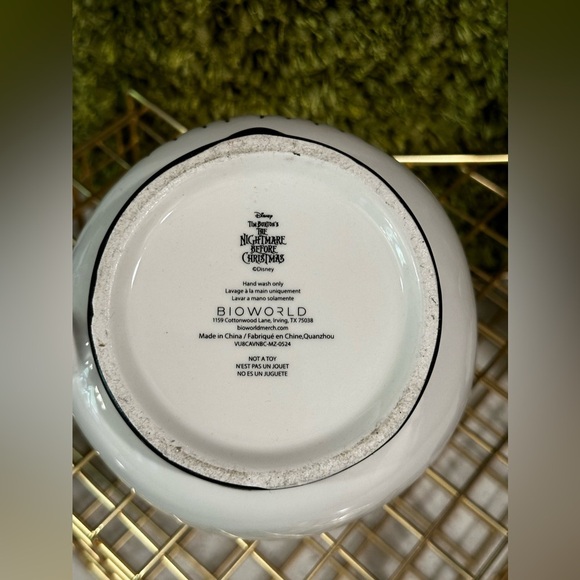 Disney
Tim Burton's
THE
NIGHTMARE
BEFORE
CHRISTMAS
©Disney
Hand wash only
Lavage à la main uniquement
Lavar a mano solamente
BIOWORLD
1159 Cottonwood Lane, Irving, TX 75038
bioworldmerch.com
Made in China / Fabriqué en Chine,Quanzhou
VU8CAVNBC-MZ-0524
NOT A TOY
N'EST PAS UN JOUET
NO ES UN JUGUETE